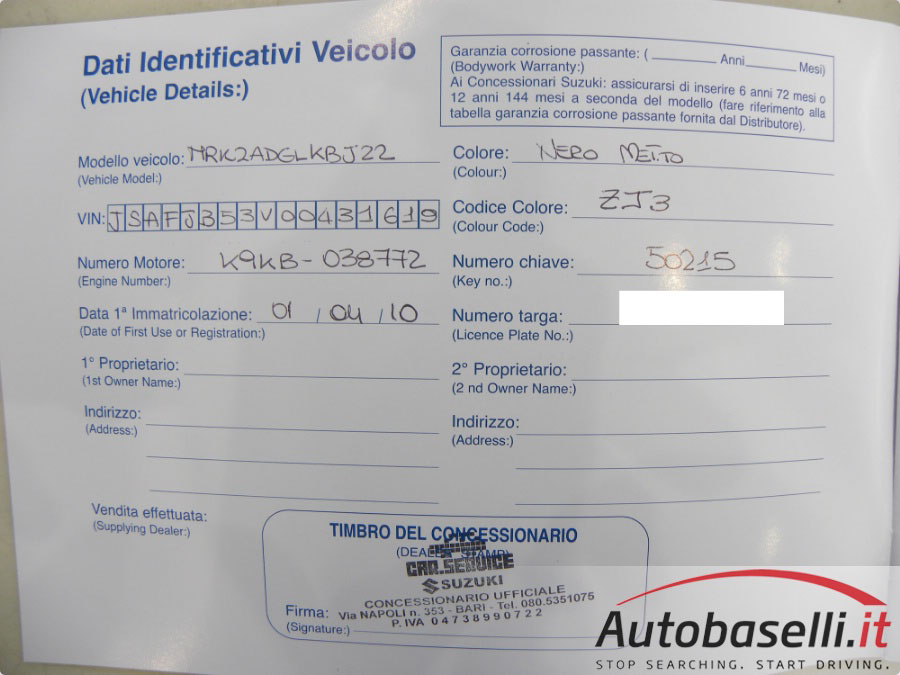 Dati Identificativi Veicolo
(Vehicle Details:)
Garanzia corrosione passante: ( ______ Anni ______ Mesi)
(Bodywork Warranty:)
Ai Concessionari Suzuki: assicurarsi di inserire 6 anni 72 mesi o
12 anni 144 mesi a seconda del modello (fare riferimento alla
tabella garanzia corrosione passante fornita dal Distributore).
Modello veicolo: MRK2ADGLKBJ22
(Vehicle Model:)
Colore: NERO MET.TO
(Colour:)
VIN: JSAFJB53V00431619
Codice Colore: ZJ3
(Colour Code:)
Numero Motore: K9KB-038772
(Engine Number:)
Numero chiave: 50215
(Key no.:)
Data 1ª Immatricolazione: 01 / 04 / 10
(Date of First Use or Registration:)
Numero targa:
(Licence Plate No.:)
1° Proprietario:
(1st Owner Name:)
2° Proprietario:
(2 nd Owner Name:)
Indirizzo:
(Address:)
Indirizzo:
(Address:)
Vendita effettuata:
(Supplying Dealer:)
TIMBRO DEL CONCESSIONARIO
CAR.SERVICE
SUZUKI
CONCESSIONARIO UFFICIALE
Via NAPOLI n. 353 - BARI - Tel. 080.5351075
P. IVA 04738990722
Firma:
(Signature:)
Autobaselli.it
STOP SEARCHING. START DRIVING.